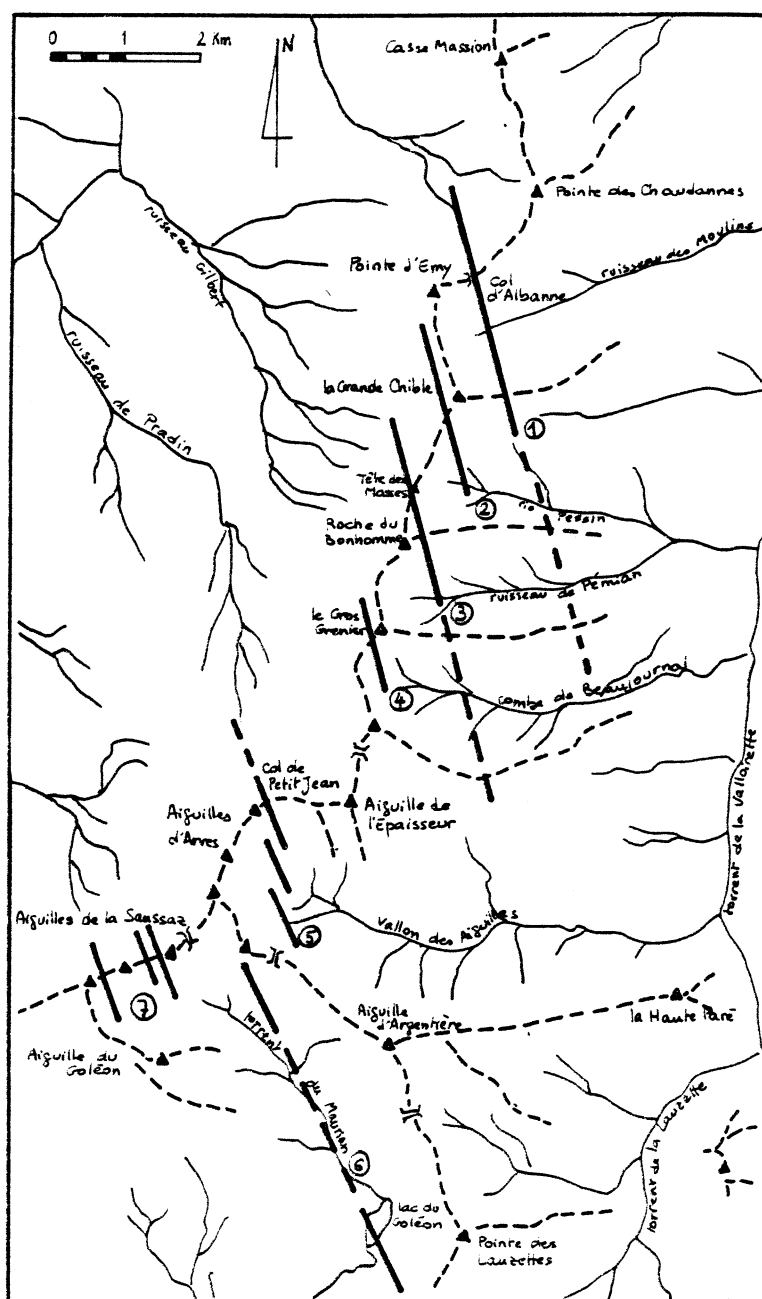 0 1 2 Km
N
Casse Massion
Pointe des Chaudannes
ruisseau des Moulins
ruisseau Gilbert
Pointe d'Emy
Col
d'Albanne
ruisseau de Pradin
la Grande Chible
①
Tête des
Masses
②
rio Pessin
Roche du
Bonhomme
ruisseau de Pémian
le Gros
Grenier
③
④
Combe de Beaujournal
torrent de la Vallorette
Col de
Petit Jean
Aiguilles
d'Arves
Aiguille de
l'Epaisseur
Aiguilles de la Saussaz
Vallon des Aiguilles
⑤
⑦
Aiguille
d'Argentière
la Haute Paré
torrent du Maurian
Aiguille du
Goléon
torrent de la Lauzette
⑥
lac du
Goléon
Pointe des
Lauzettes